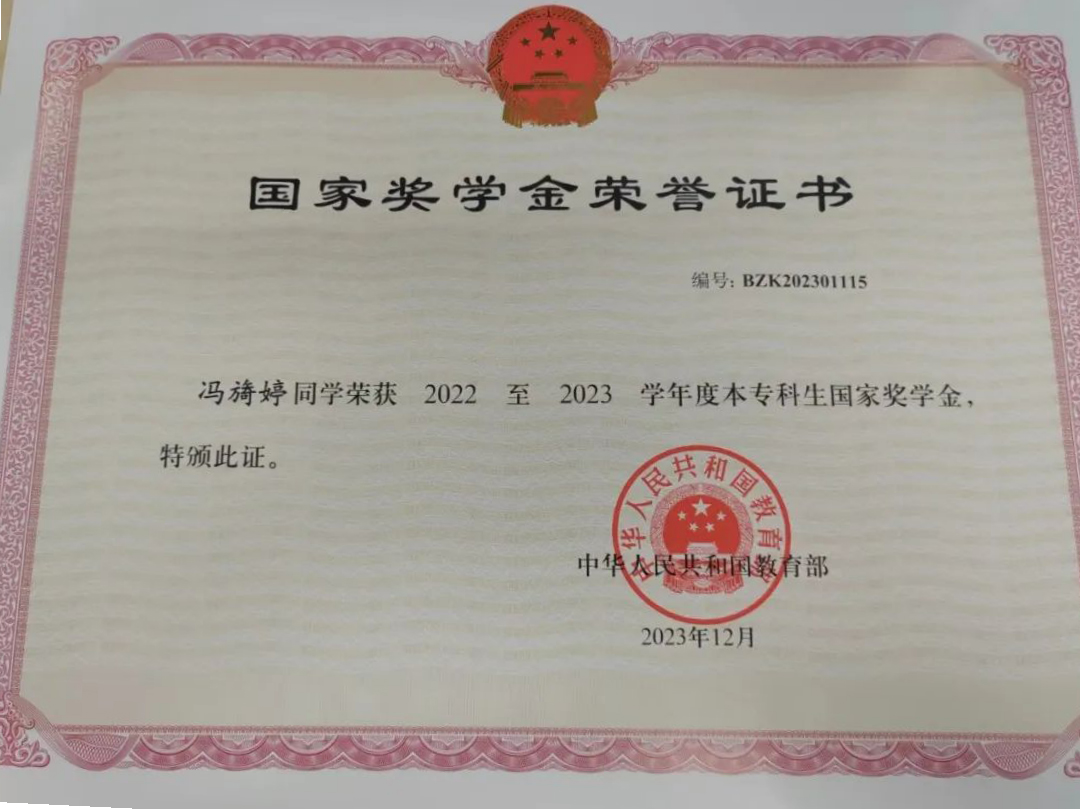 国家奖学金荣誉证书
编号: BZK202301115
冯旖婷同学荣获 2022 至 2023 学年度本专科生国家奖学金，
特颁此证。
中华人民共和国教育部
中华人民共和国教育部
2023年12月